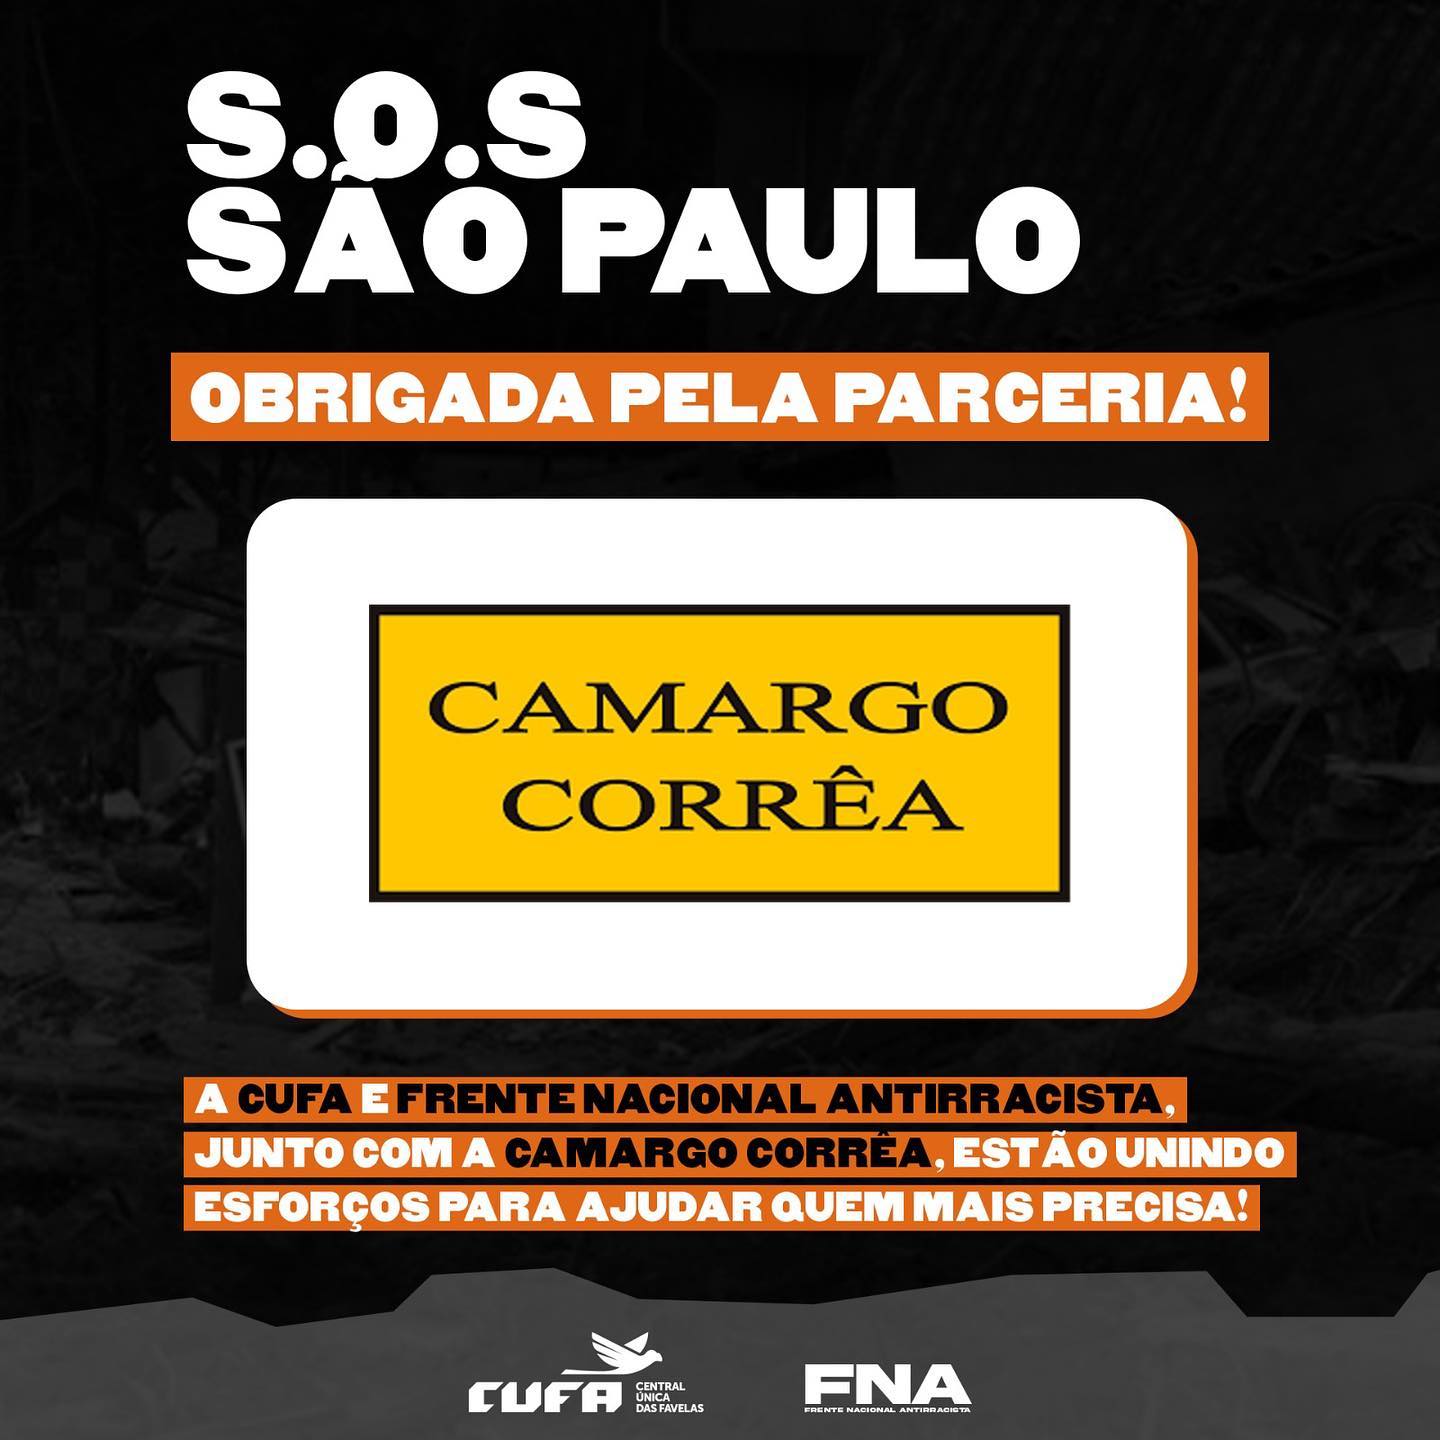 S.O.S
SÃO PAULO
OBRIGADA PELA PARCERIA!
CAMARGO
CORRÊA
A CUFA E FRENTE NACIONAL ANTIRRACISTA,
JUNTO COM A CAMARGO CORRÊA, ESTÃO UNINDO
ESFORÇOS PARA AJUDAR QUEM MAIS PRECISA!
CUFA
CENTRAL
ÚNICA
DAS FAVELAS
FNA
FRENTE NACIONAL ANTIRRACISTA